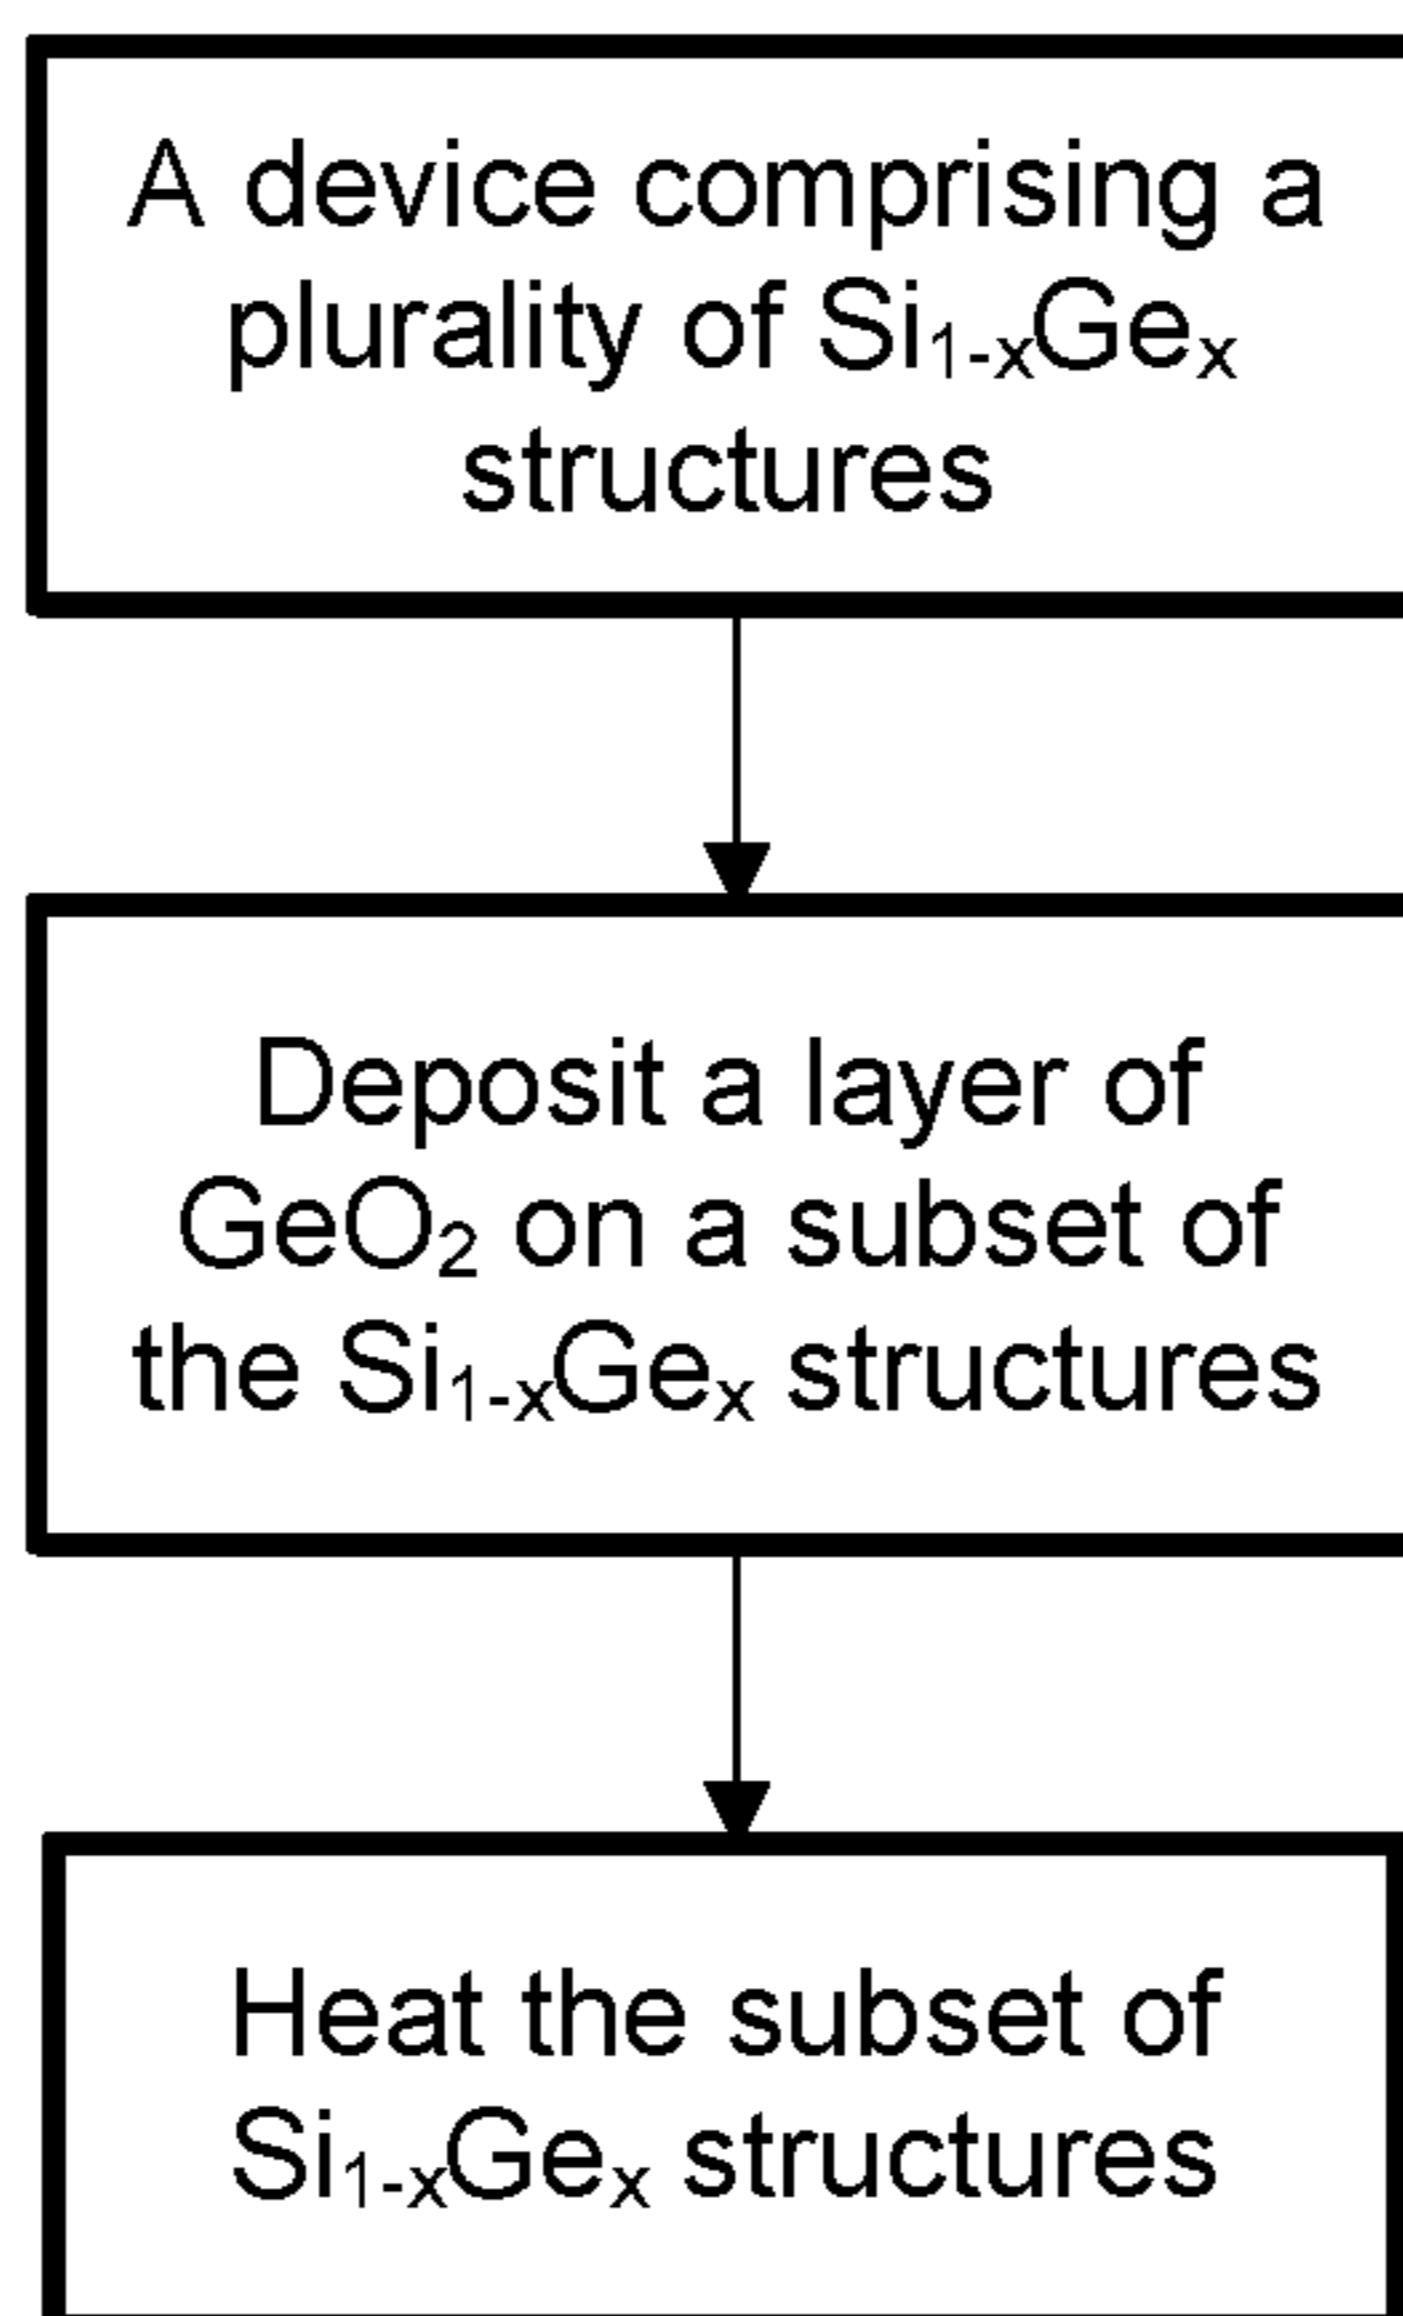 A device comprising a
plurality of Si₁₋ₓGeₓ
structures
Deposit a layer of
GeO₂ on a subset of
the Si₁₋ₓGeₓ structures
Heat the subset of
Si₁₋ₓGeₓ structures